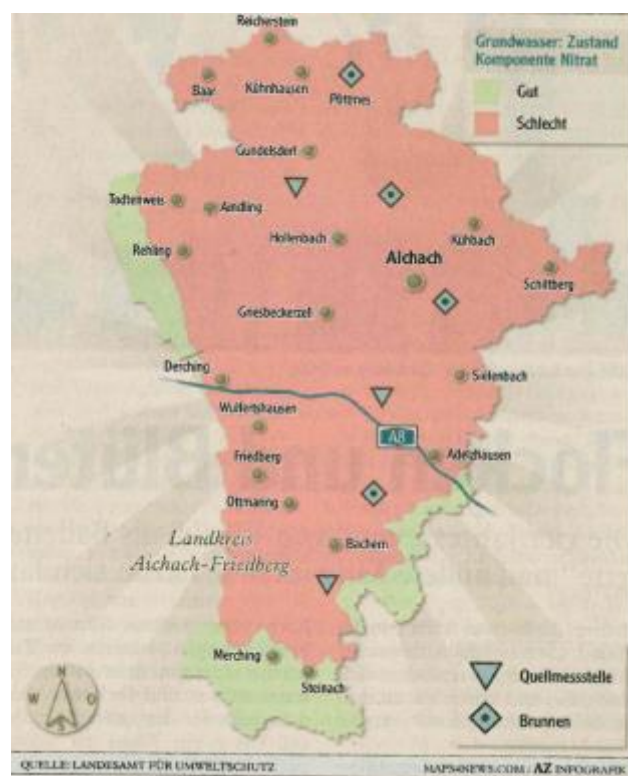 Reicherstein
Grundwasser: Zustand
Komponente Nitrat
Gut
Schlecht
Baar
Kühnhausen
Pöttmes
Gundelsdorf
Todtenweis
Aindling
Hollenbach
Kühbach
Rehling
Aichach
Schiltberg
Griesbeckerzell
Derching
Sielenbach
Wulfertshausen
A8
Friedberg
Adelzhausen
Ottmaring
Landkreis
Aichach-Friedberg
Bachern
Merching
Steinach
N
W O
S
Quellmessstelle
Brunnen
QUELLE: LANDESAMT FÜR UMWELTSCHUTZ
MAPS4NEWS.COM / AZ INFOGRAFIK